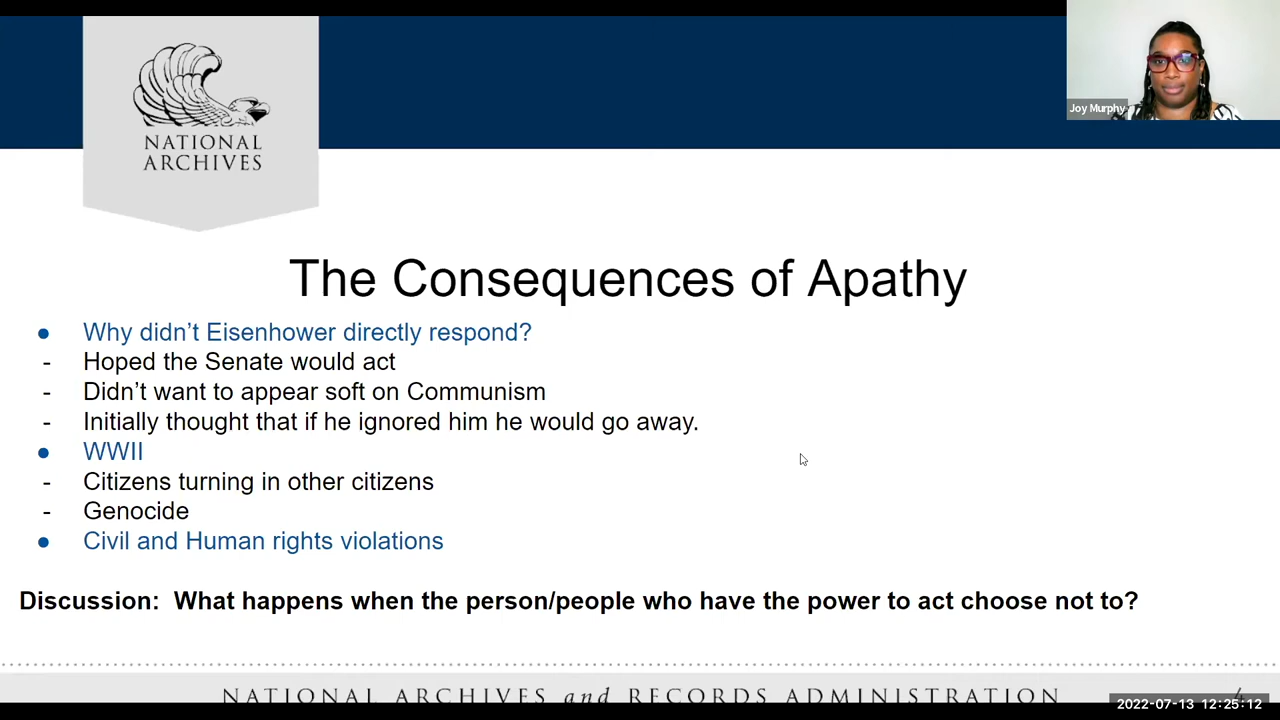 NATIONAL
ARCHIVES
Joy Murphy
The Consequences of Apathy
● Why didn’t Eisenhower directly respond?
- Hoped the Senate would act
- Didn’t want to appear soft on Communism
- Initially thought that if he ignored him he would go away.
● WWII
- Citizens turning in other citizens
- Genocide
● Civil and Human rights violations
Discussion:  What happens when the person/people who have the power to act choose not to?
NATIONAL ARCHIVES and RECORDS ADMINISTRATION
4
2022-07-13 12:25:12